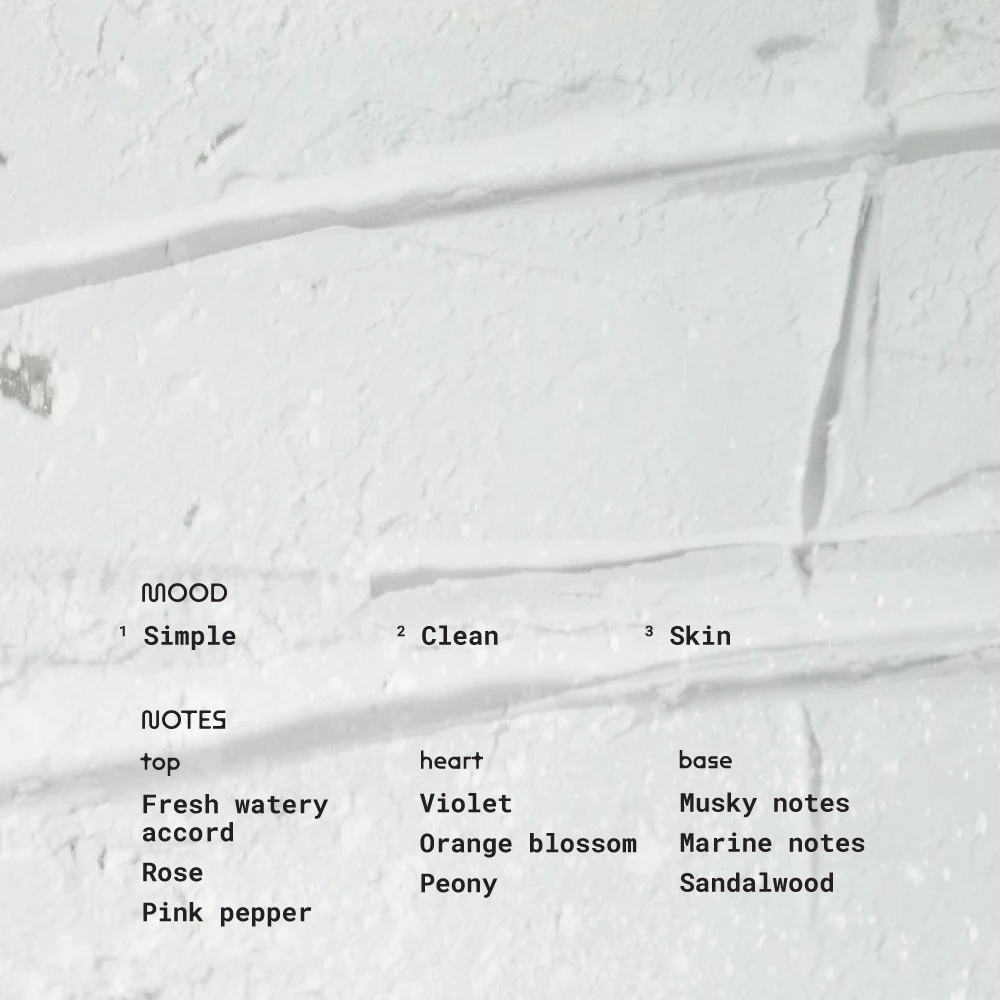 MOOD
1 Simple
2 Clean
3 Skin
NOTES
top
Fresh watery
accord
Rose
Pink pepper
heart
Violet
Orange blossom
Peony
base
Musky notes
Marine notes
Sandalwood